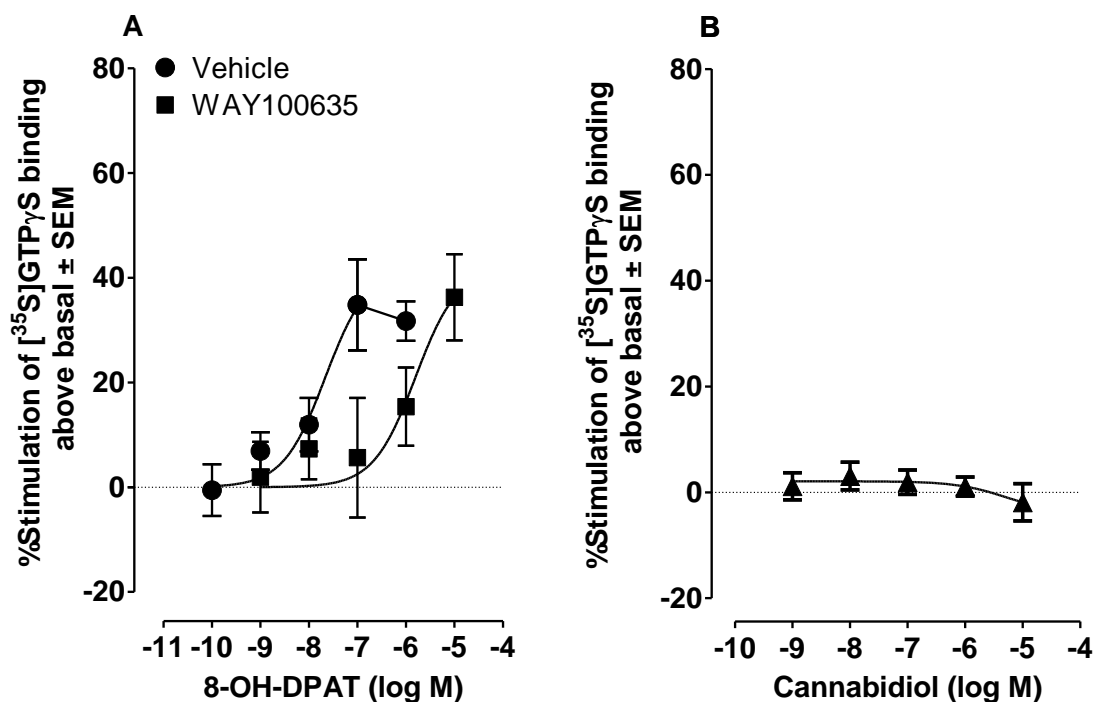 A
Vehicle
WAY100635
80
60
40
20
0
-20
%Stimulation of [³⁵S]GTPγS binding
above basal ± SEM
-11 -10 -9 -8 -7 -6 -5 -4
8-OH-DPAT (log M)
B
80
60
40
20
0
-20
%Stimulation of [³⁵S]GTPγS binding
above basal ± SEM
-10 -9 -8 -7 -6 -5 -4
Cannabidiol (log M)